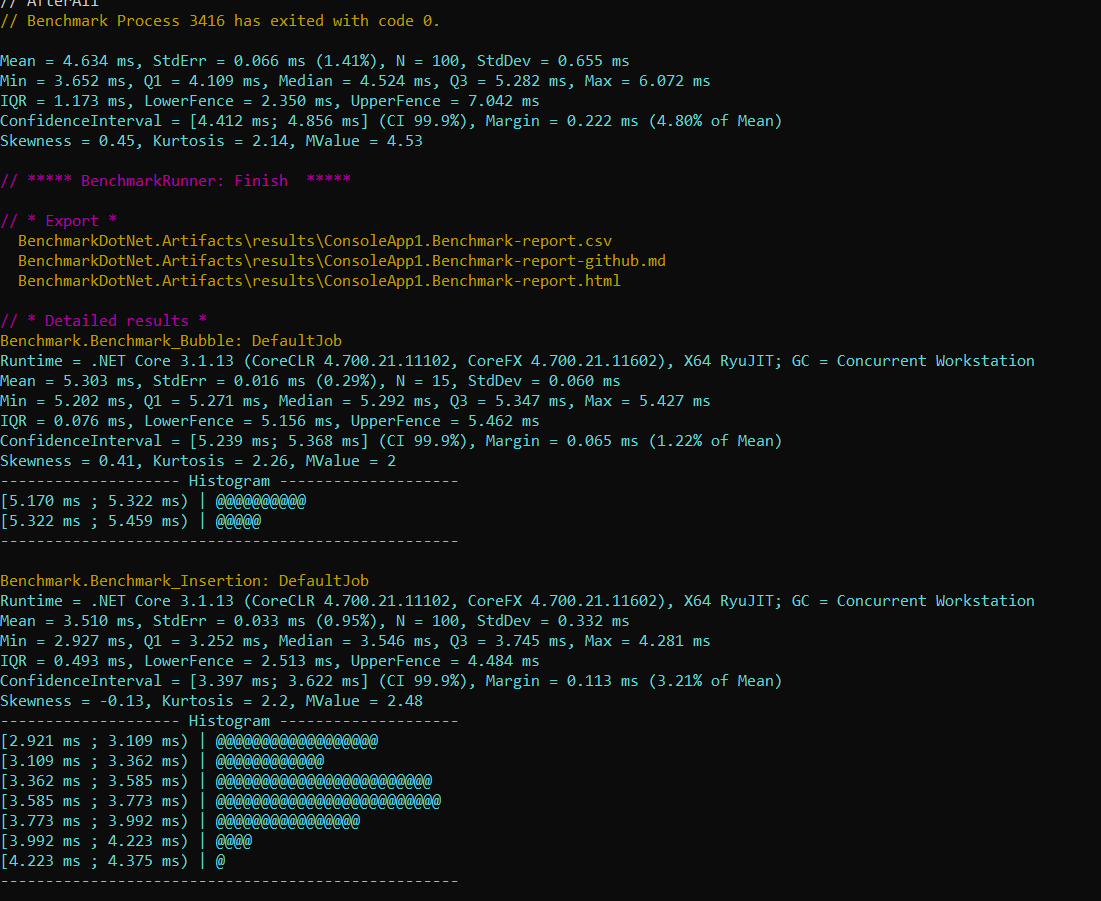 // AfterAll
// Benchmark Process 3416 has exited with code 0.
Mean = 4.634 ms, StdErr = 0.066 ms (1.41%), N = 100, StdDev = 0.655 ms
Min = 3.652 ms, Q1 = 4.109 ms, Median = 4.524 ms, Q3 = 5.282 ms, Max = 6.072 ms
IQR = 1.173 ms, LowerFence = 2.350 ms, UpperFence = 7.042 ms
ConfidenceInterval = [4.412 ms; 4.856 ms] (CI 99.9%), Margin = 0.222 ms (4.80% of Mean)
Skewness = 0.45, Kurtosis = 2.14, MValue = 4.53
// ***** BenchmarkRunner: Finish  *****
// * Export *
  BenchmarkDotNet.Artifacts\results\ConsoleApp1.Benchmark-report.csv
  BenchmarkDotNet.Artifacts\results\ConsoleApp1.Benchmark-report-github.md
  BenchmarkDotNet.Artifacts\results\ConsoleApp1.Benchmark-report.html
// * Detailed results *
Benchmark.Benchmark_Bubble: DefaultJob
Runtime = .NET Core 3.1.13 (CoreCLR 4.700.21.11102, CoreFX 4.700.21.11602), X64 RyuJIT; GC = Concurrent Workstation
Mean = 5.303 ms, StdErr = 0.016 ms (0.29%), N = 15, StdDev = 0.060 ms
Min = 5.202 ms, Q1 = 5.271 ms, Median = 5.292 ms, Q3 = 5.347 ms, Max = 5.427 ms
IQR = 0.076 ms, LowerFence = 5.156 ms, UpperFence = 5.462 ms
ConfidenceInterval = [5.239 ms; 5.368 ms] (CI 99.9%), Margin = 0.065 ms (1.22% of Mean)
Skewness = 0.41, Kurtosis = 2.26, MValue = 2
-------------------- Histogram --------------------
[5.170 ms ; 5.322 ms) | @@@@@@@@@@
[5.322 ms ; 5.459 ms) | @@@@@
---------------------------------------------------
Benchmark.Benchmark_Insertion: DefaultJob
Runtime = .NET Core 3.1.13 (CoreCLR 4.700.21.11102, CoreFX 4.700.21.11602), X64 RyuJIT; GC = Concurrent Workstation
Mean = 3.510 ms, StdErr = 0.033 ms (0.95%), N = 100, StdDev = 0.332 ms
Min = 2.927 ms, Q1 = 3.252 ms, Median = 3.546 ms, Q3 = 3.745 ms, Max = 4.281 ms
IQR = 0.493 ms, LowerFence = 2.513 ms, UpperFence = 4.484 ms
ConfidenceInterval = [3.397 ms; 3.622 ms] (CI 99.9%), Margin = 0.113 ms (3.21% of Mean)
Skewness = -0.13, Kurtosis = 2.2, MValue = 2.48
-------------------- Histogram --------------------
[2.921 ms ; 3.109 ms) | @@@@@@@@@@@@@@@@@@
[3.109 ms ; 3.362 ms) | @@@@@@@@@@@@
[3.362 ms ; 3.585 ms) | @@@@@@@@@@@@@@@@@@@@@@@@
[3.585 ms ; 3.773 ms) | @@@@@@@@@@@@@@@@@@@@@@@@@
[3.773 ms ; 3.992 ms) | @@@@@@@@@@@@@@@@
[3.992 ms ; 4.223 ms) | @@@@
[4.223 ms ; 4.375 ms) | @
---------------------------------------------------